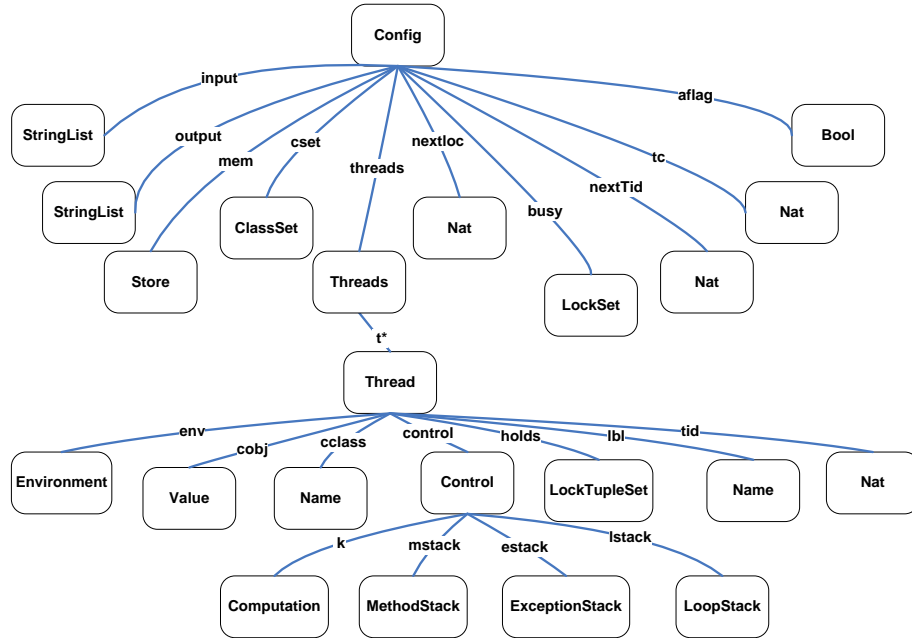 Config
input
aflag
StringList
output
mem
cset
threads
nextloc
busy
nextTid
tc
Bool
StringList
ClassSet
Nat
Nat
Store
Threads
LockSet
Nat
t*
Thread
env
cobj
cclass
control
holds
lbl
tid
Environment
Value
Name
Control
LockTupleSet
Name
Nat
k
mstack
estack
lstack
Computation
MethodStack
ExceptionStack
LoopStack